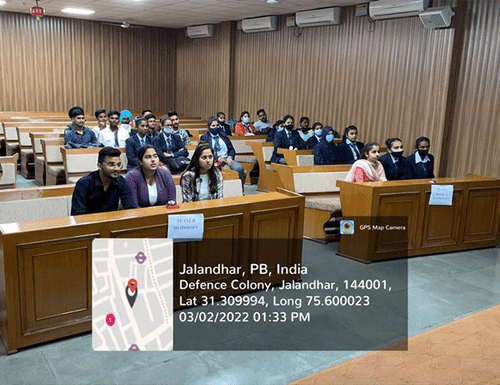 GPS Map Camera
Jalandhar, PB, India
Defence Colony, Jalandhar, 144001,
Lat 31.309994, Long 75.600023
03/02/2022 01:33 PM